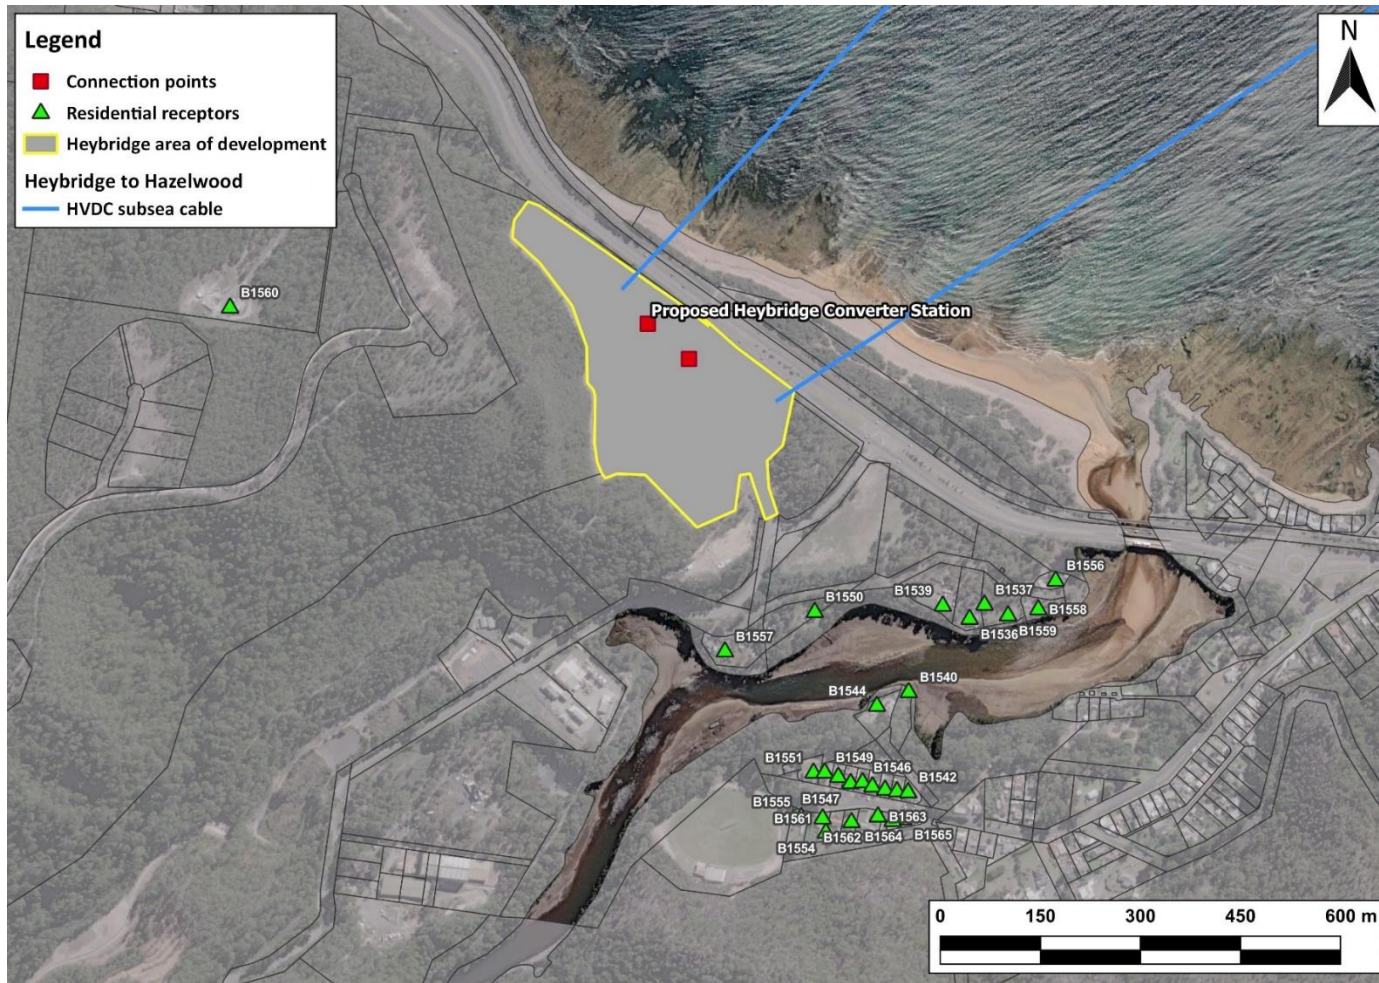 Legend
Connection points
Residential receptors
Heybridge area of development
Heybridge to Hazelwood
HVDC subsea cable
N
B1560
Proposed Heybridge Converter Station
B1556
B1539
B1537
B1550
B1558
B1536
B1559
B1557
B1540
B1544
B1551
B1549
B1546
B1542
B1555
B1547
B1561
B1563
B1565
B1554
B1562
B1564
0 150 300 450 600 m